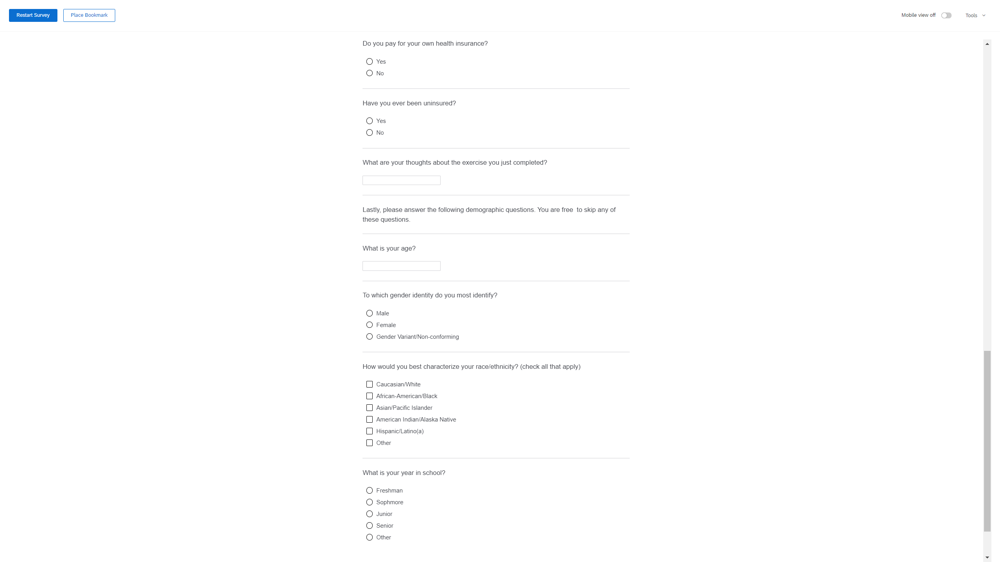 Restart Survey
Place Bookmark
Mobile view off
Tools
Do you pay for your own health insurance?
Yes
No
Have you ever been uninsured?
Yes
No
What are your thoughts about the exercise you just completed?
Lastly, please answer the following demographic questions. You are free  to skip any of
these questions.
What is your age?
To which gender identity do you most identify?
Male
Female
Gender Variant/Non-conforming
How would you best characterize your race/ethnicity? (check all that apply)
Caucasian/White
African-American/Black
Asian/Pacific Islander
American Indian/Alaska Native
Hispanic/Latino(a)
Other
What is your year in school?
Freshman
Sophmore
Junior
Senior
Other